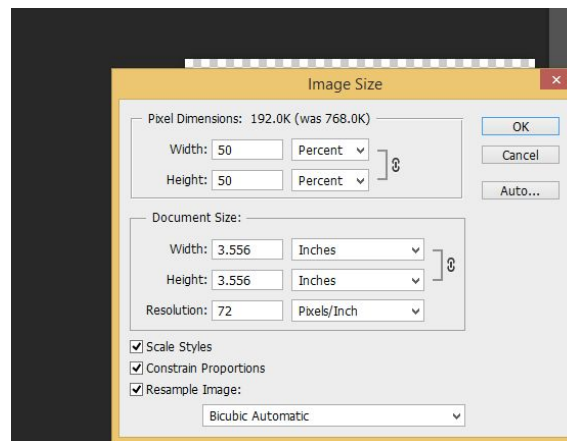 Image Size
Pixel Dimensions: 192.0K (was 768.0K)
OK
Width: 50 Percent
Cancel
Height: 50 Percent
Auto...
Document Size:
Width: 3.556 Inches
Height: 3.556 Inches
Resolution: 72 Pixels/Inch
Scale Styles
Constrain Proportions
Resample Image:
Bicubic Automatic